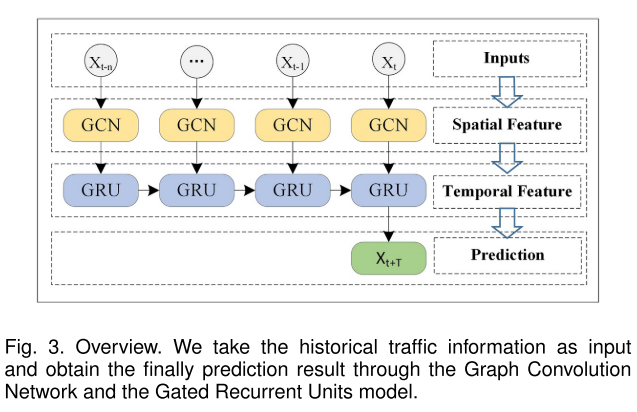 X_{t-n} ... X_{t-1} X_t Inputs
GCN GCN GCN GCN Spatial Feature
GRU GRU GRU GRU Temporal Feature
X_{t+T} Prediction
Fig. 3. Overview. We take the historical traffic information as input
and obtain the finally prediction result through the Graph Convolution
Network and the Gated Recurrent Units model.